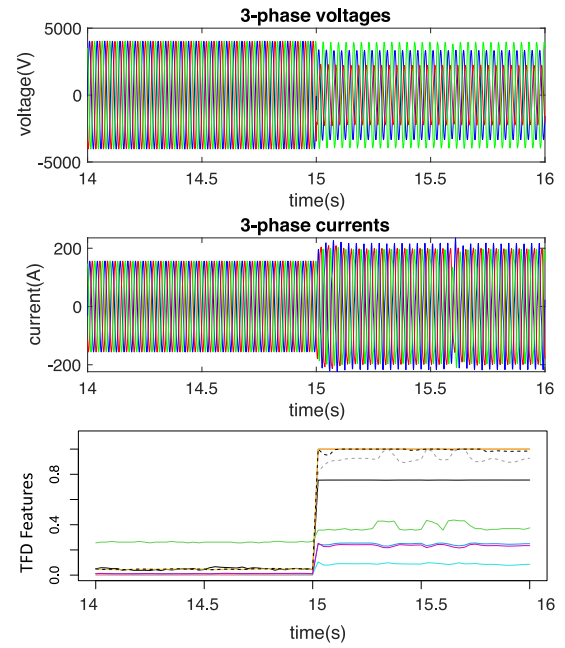 3-phase voltages
5000
0
-5000
voltage(V)
14 14.5 15 15.5 16
time(s)
3-phase currents
200
0
-200
current(A)
14 14.5 15 15.5 16
time(s)
0.8
0.4
0.0
TFD Features
14 14.5 15 15.5 16
time(s)